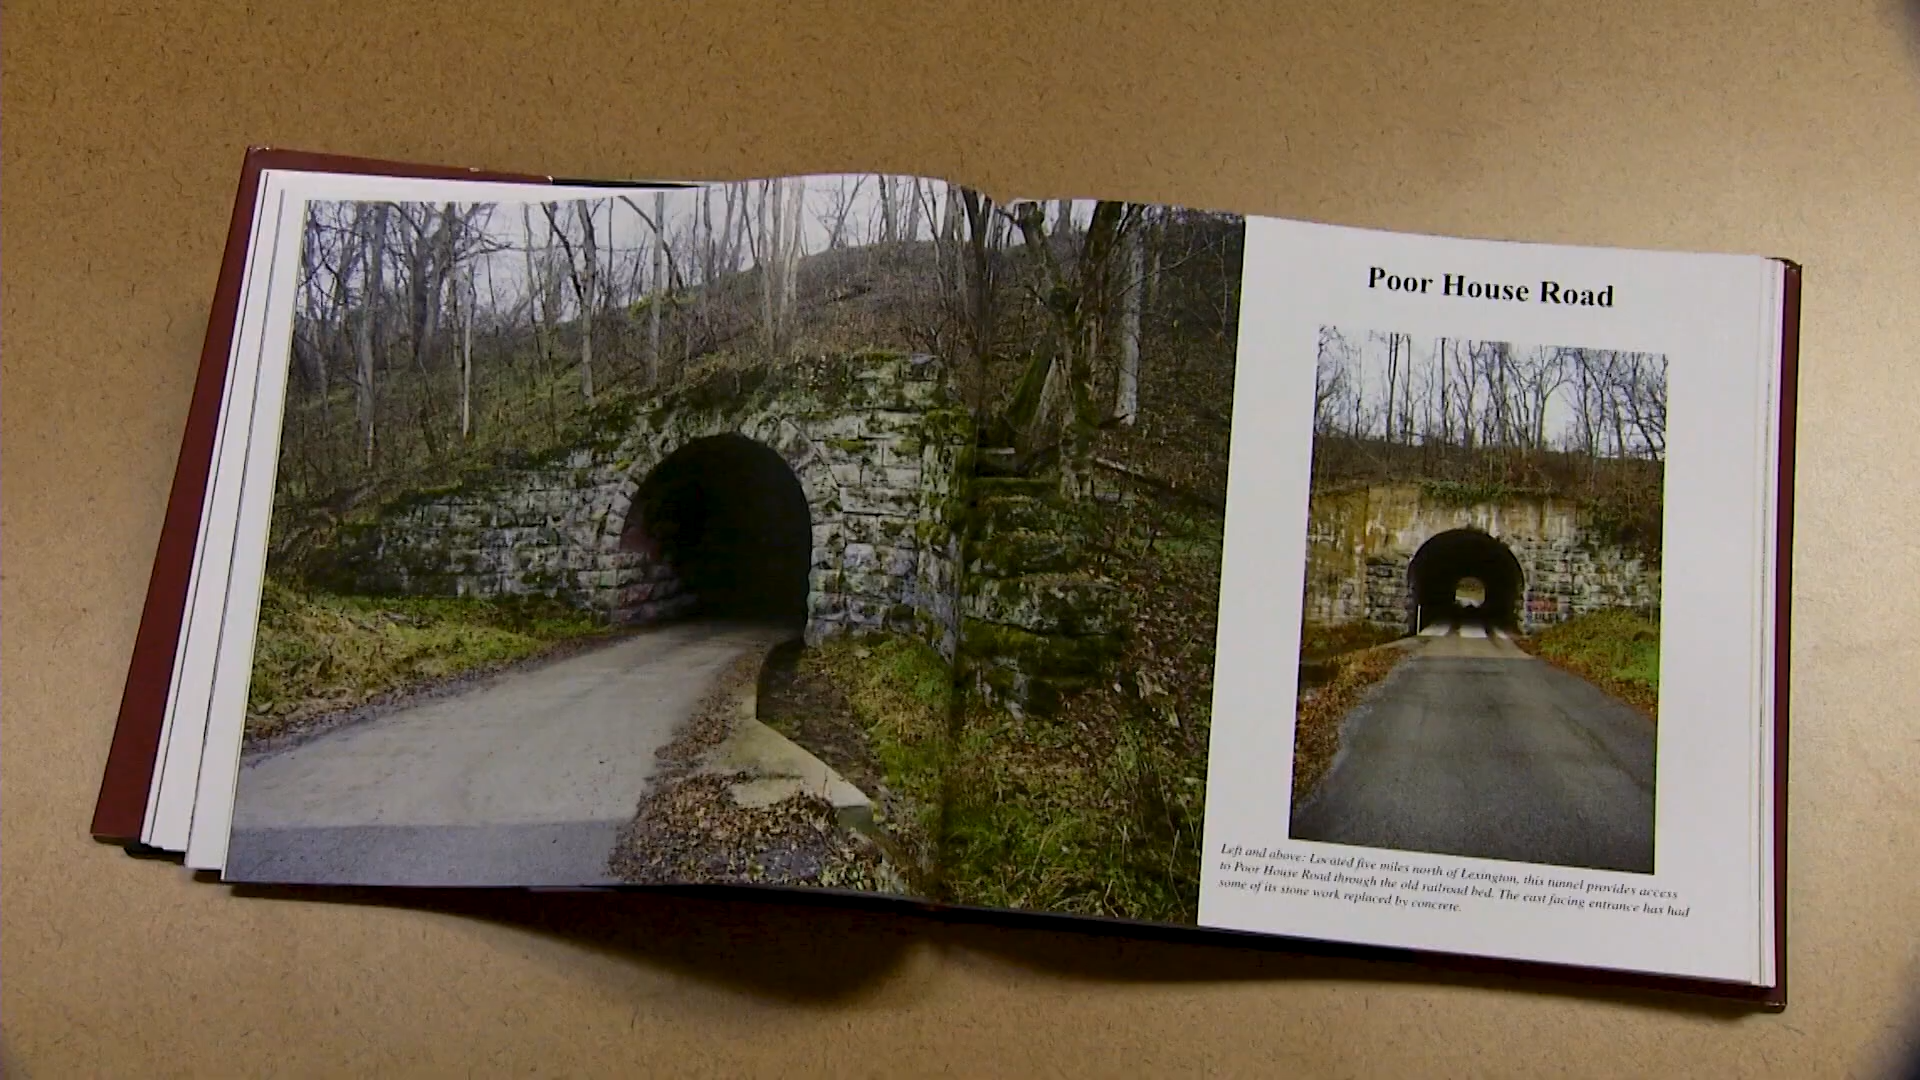 Poor House Road
Left and above: Located five miles north of Lexington, this tunnel provides access
to Poor House Road through the old railroad bed. The east facing entrance has had
some of its stone work replaced by concrete.